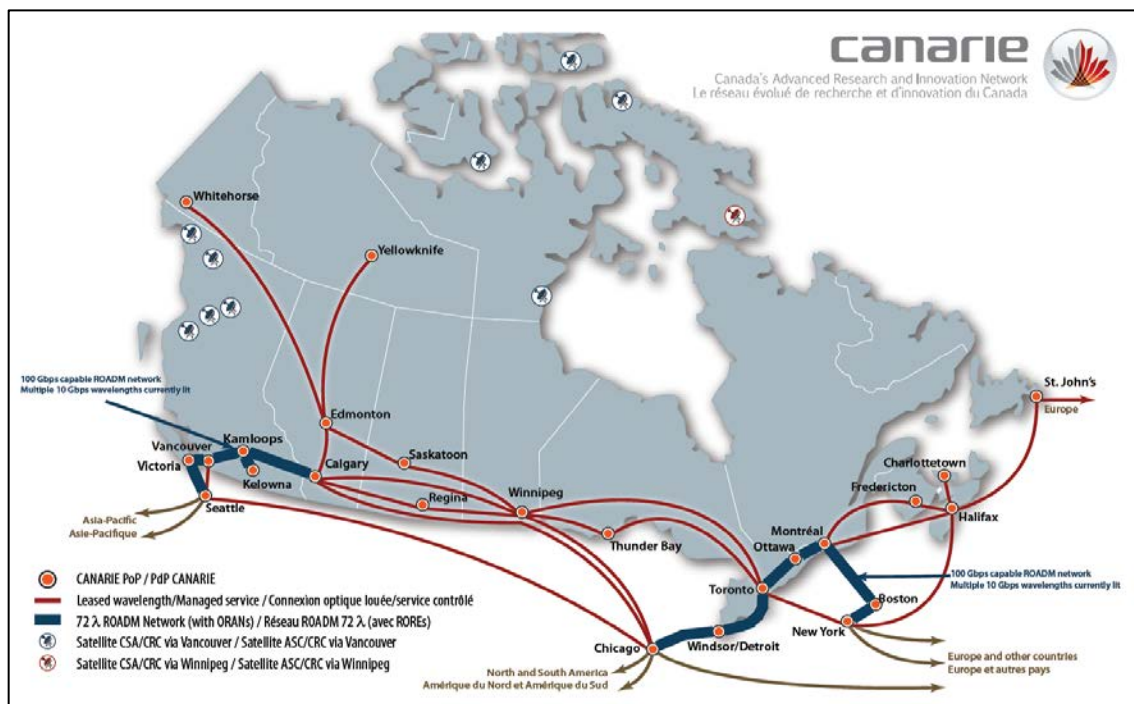 canarie
Canada's Advanced Research and Innovation Network
Le réseau évolué de recherche et d'innovation du Canada
Whitehorse
Yellowknife
100 Gbps capable ROADM network
Multiple 10 Gbps wavelengths currently lit
St. John's
Europe
Edmonton
Kamloops
Vancouver
Victoria
Kelowna
Calgary
Saskatoon
Regina
Winnipeg
Seattle
Asia-Pacific
Asie-Pacifique
Thunder Bay
Charlottetown
Fredericton
Halifax
Montréal
Ottawa
Toronto
100 Gbps capable ROADM network
Multiple 10 Gbps wavelengths currently lit
Boston
New York
Chicago
Windsor/Detroit
Europe and other countries
Europe et autres pays
North and South America
Amérique du Nord et Amérique du Sud
CANARIE PoP / PdP CANARIE
Leased wavelength/Managed service / Connexion optique louée/service contrôlé
72 λ ROADM Network (with ORANs) / Réseau ROADM 72 λ (avec ROREs)
Satellite CSA/CRC via Vancouver / Satellite ASC/CRC via Vancouver
Satellite CSA/CRC via Winnipeg / Satellite ASC/CRC via Winnipeg